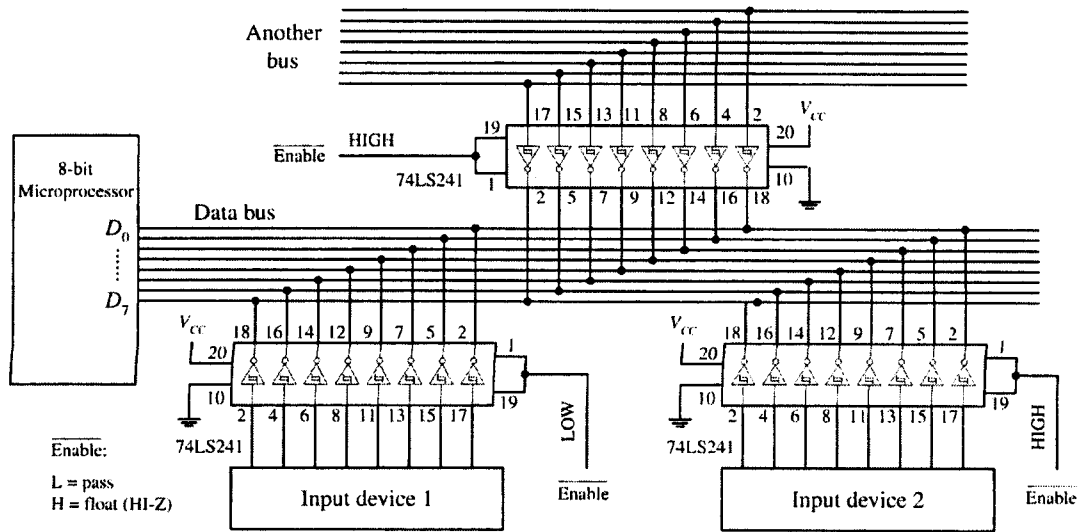 Another
bus
17 15 13 11 8 6 4 2
V_CC
19
20
Enable
HIGH
8-bit
Microprocessor
74LS241
1
10
2 5 7 9 12 14 16 18
Data bus
D0
D7
V_CC
18 16 14 12 9 7 5 2
20
1
10
19
2 4 6 8 11 13 15 17
LOW
74LS241
V_CC
18 16 14 12 9 7 5 2
20
1
10
19
2 4 6 8 11 13 15 17
HIGH
74LS241
Enable:
L = pass
H = float (HI-Z)
Input device 1
Enable
Input device 2
Enable